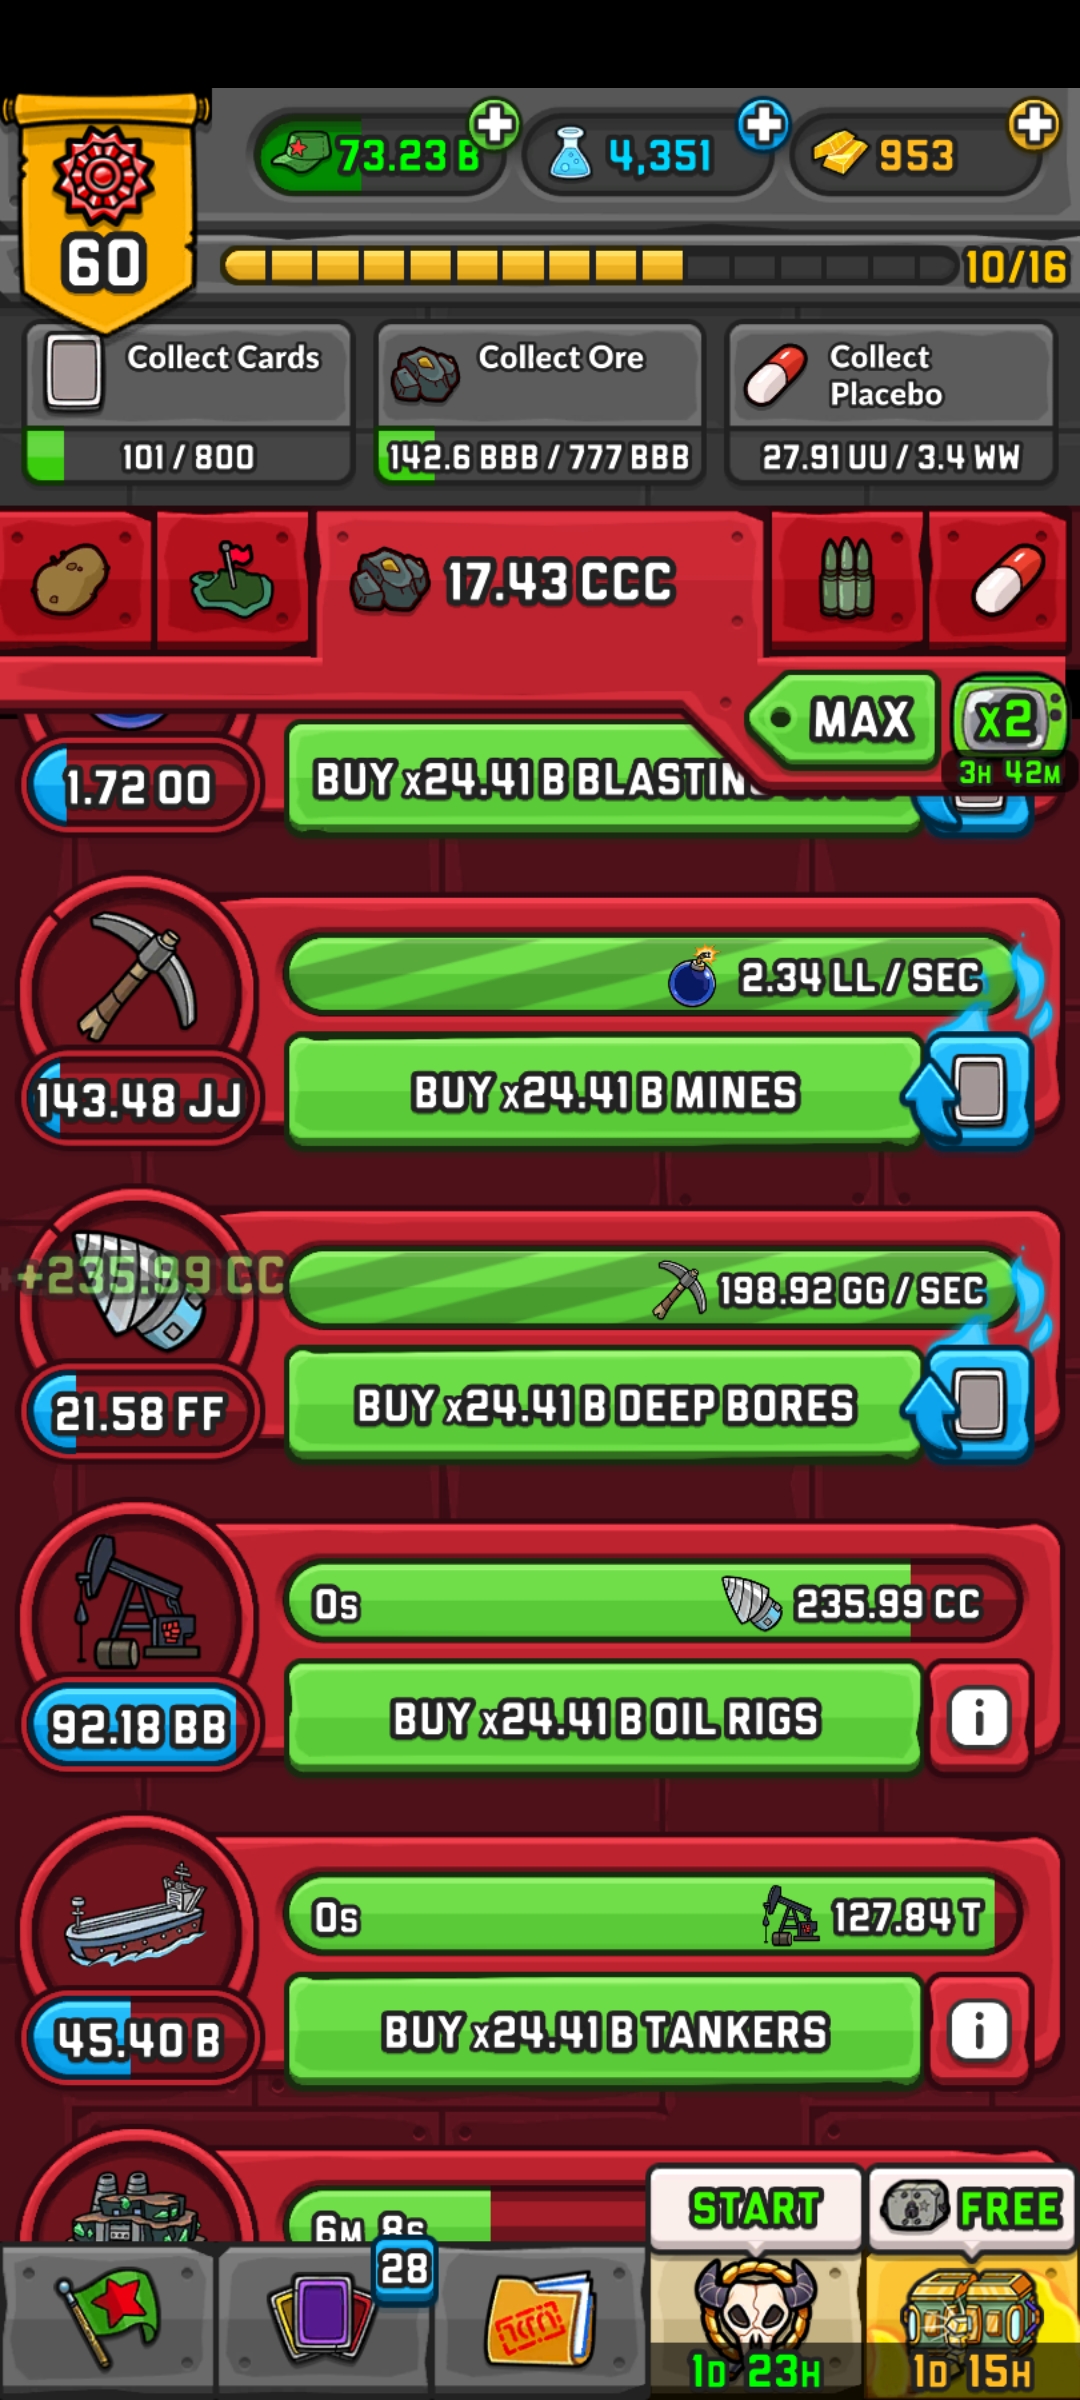 73.23 B
4,351
953
60
10/16
Collect Cards
101 / 800
Collect Ore
142.6 BBB / 777 BBB
Collect
Placebo
27.91 UU / 3.4 WW
17.43 CCC
MAX
x2
3H 42M
1.72 OO
BUY x24.41 B
143.48 JJ
2.34 LL / SEC
BUY x24.41 B MINES
+235.99 CC
21.58 FF
198.92 GG / SEC
BUY x24.41 B DEEP BORES
92.18 BB
0s
235.99 CC
BUY x24.41 B OIL RIGS
i
45.40 B
0s
127.84 T
BUY x24.41 B TANKERS
i
6M 8s
START
FREE
28
1D 23H
1D 15H